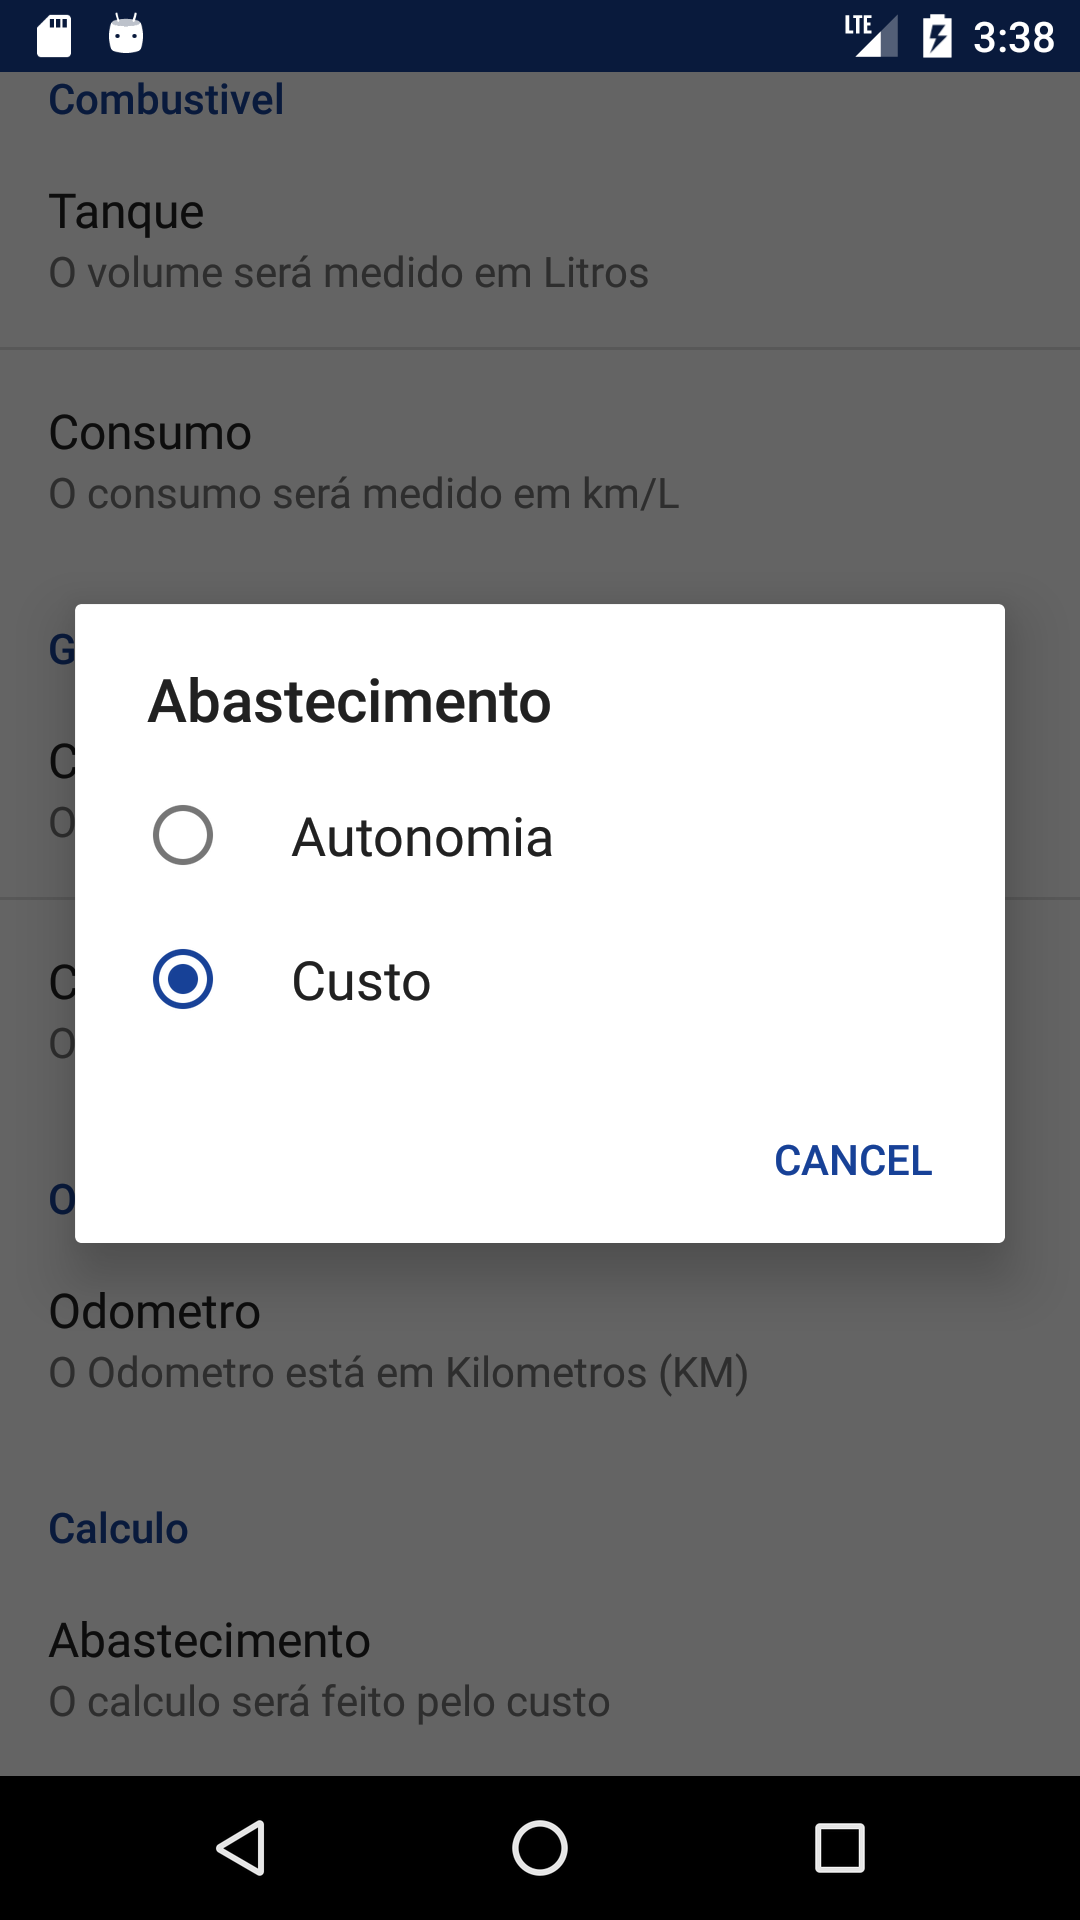 LTE 3:38
Combustivel
Tanque
O volume será medido em Litros
Consumo
O consumo será medido em km/L
G
C
O
Abastecimento
Autonomia
Custo
CANCEL
C
O
O
Odometro
O Odometro está em Kilometros (KM)
Calculo
Abastecimento
O calculo será feito pelo custo